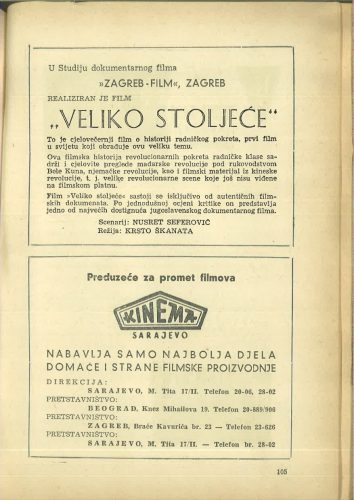 U Studiju dokumentarnog filma
»ZAGREB-FILM«, ZAGREB
REALIZIRAN JE FILM
„VELIKO STOLJEĆE“
To je cjelovečernji film o historiji radničkog pokreta, prvi film
u svijetu koji obrađuje ovu veliku temu.
Ova filmska historija revolucionarnih pokreta radničke klase sa-
drži i cjelovite preglede mađarske revolucije pod rukovodstvom
Bele Kuna, njemačke revolucije, kao i filmski materijal iz kineske
revolucije, t. j. velike revolucionarne scene koje još nisu viđene
na filmskom platnu.
Film »Veliko stoljeće« sastoji se isključivo od autentičnih film-
skih dokumenata. Po jednodušnoj ocjeni kritike on predstavlja
jedno od najvećih dostignuća jugoslavenskog dokumentarnog filma.
Scenarij: NUSRET SEFEROVIĆ
Režija: KRSTO ŠKANATA
Preduzeće za promet filmova
KINEMA
SARAJEVO
NABAVLJA SAMO NAJBOLJA DJELA
DOMAĆE I STRANE FILMSKE PROIZVODNJE
DIREKCIJA:
SARAJEVO, M. Tita 17/II. Telefon 20-06, 28-02
PRETSTAVNIŠTVO:
BEOGRAD, Knez Mihailova 19. Telefon 20-889/908
PRETSTAVNIŠTVO:
ZAGREB, Braće Kavurića br. 23 — Telefon 23-626
PRETSTAVNIŠTVO:
SARAJEVO, M. Tita 17/II — Telefon br. 28-02
105